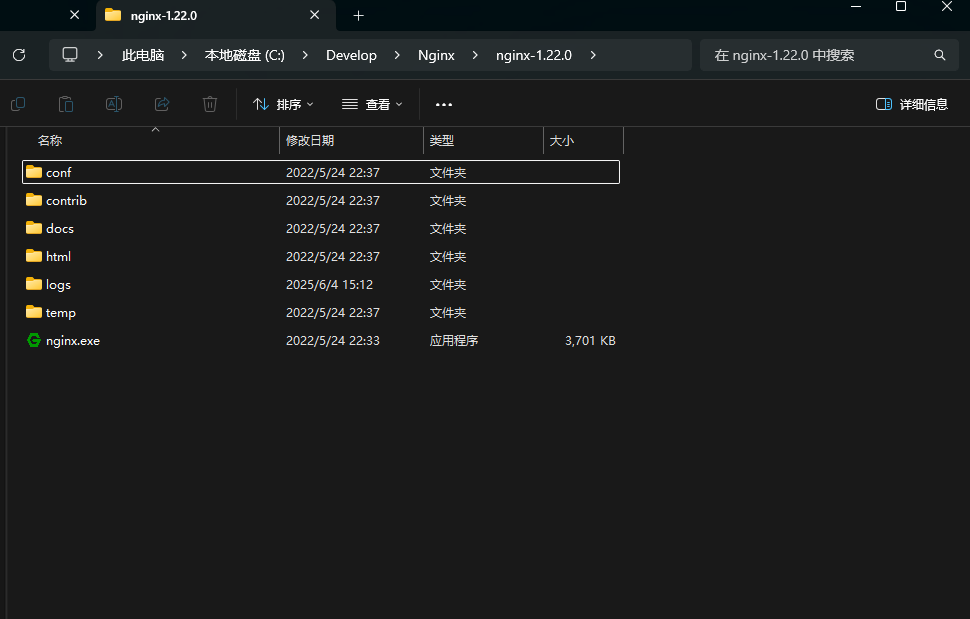 nginx-1.22.0
此电脑 本地磁盘 (C:) Develop Nginx nginx-1.22.0 在 nginx-1.22.0 中搜索
排序 查看 详细信息
名称 修改日期 类型 大小
conf 2022/5/24 22:37 文件夹
contrib 2022/5/24 22:37 文件夹
docs 2022/5/24 22:37 文件夹
html 2022/5/24 22:37 文件夹
logs 2025/6/4 15:12 文件夹
temp 2022/5/24 22:37 文件夹
nginx.exe 2022/5/24 22:33 应用程序 3,701 KB